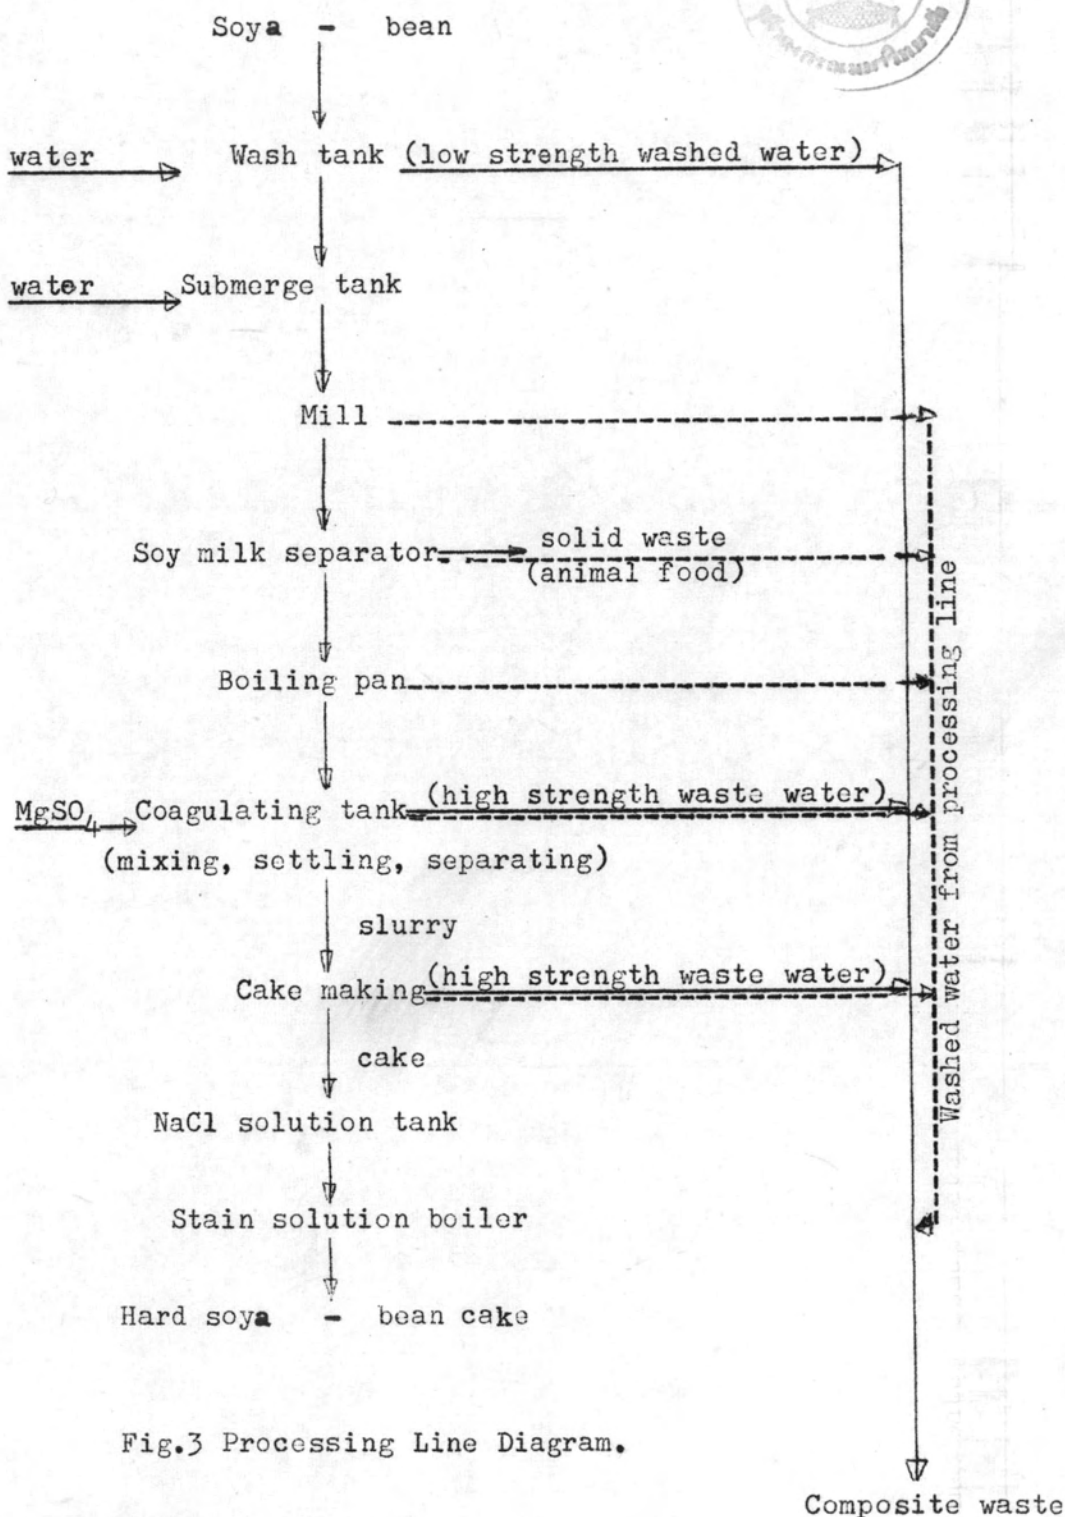 Soya - bean
water
Wash tank (low strength washed water)
water
Submerge tank
Mill
Soy milk separator
solid waste
(animal food)
Boiling pan
MgSO4
Coagulating tank
(high strength waste water)
(mixing, settling, separating)
slurry
Cake making
(high strength waste water)
cake
NaCl solution tank
Stain solution boiler
Hard soya - bean cake
Washed water from processing line
Fig.3 Processing Line Diagram.
Composite waste